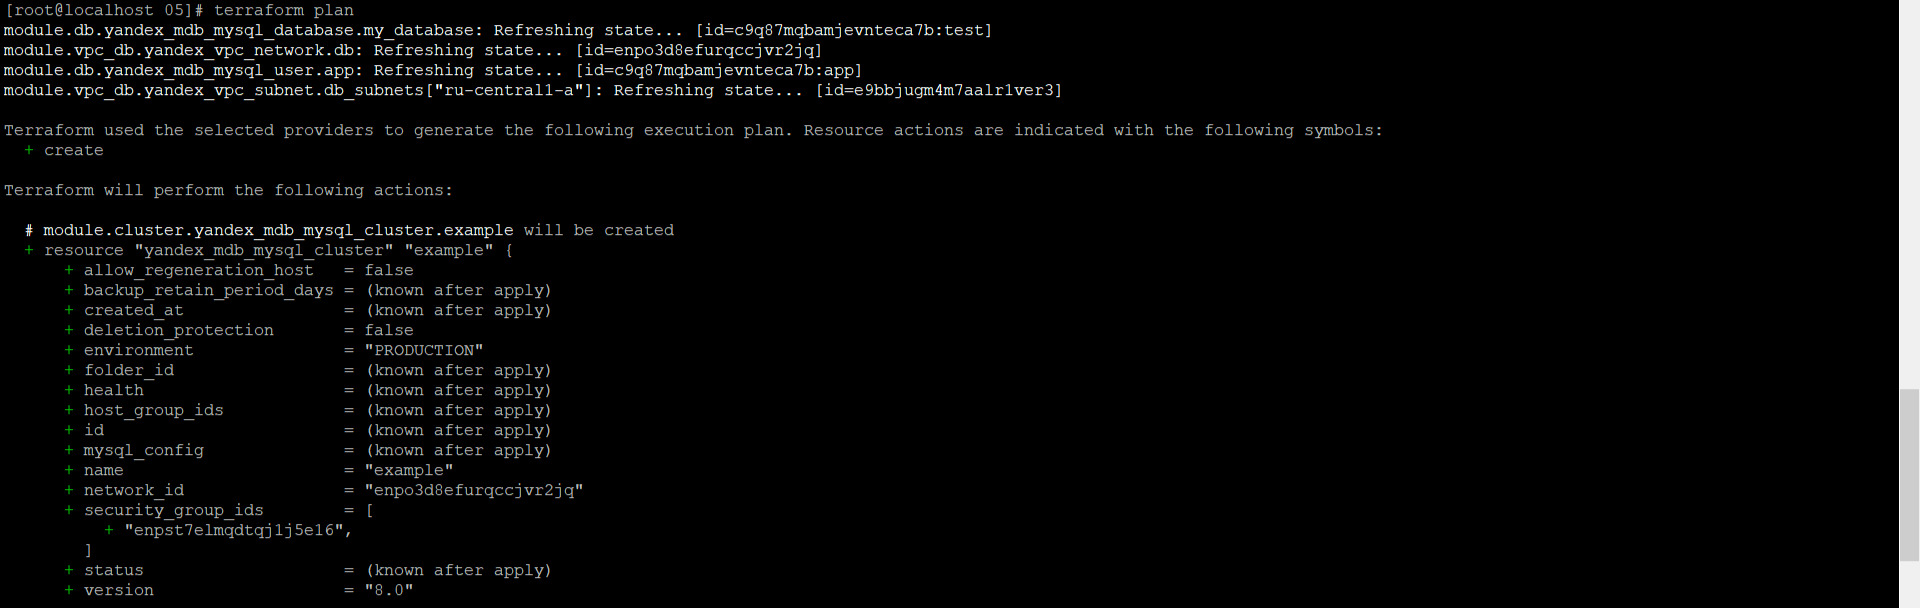 [root@localhost 05]# terraform plan
module.db.yandex_mdb_mysql_database.my_database: Refreshing state... [id=c9q87mqbamjevnteca7b:test]
module.vpc_db.yandex_vpc_network.db: Refreshing state... [id=enpo3d8efurqccjvr2jq]
module.db.yandex_mdb_mysql_user.app: Refreshing state... [id=c9q87mqbamjevnteca7b:app]
module.vpc_db.yandex_vpc_subnet.db_subnets["ru-central1-a"]: Refreshing state... [id=e9bbjugm4m7aalr1ver3]
Terraform used the selected providers to generate the following execution plan. Resource actions are indicated with the following symbols:
+ create
Terraform will perform the following actions:
# module.cluster.yandex_mdb_mysql_cluster.example will be created
+ resource "yandex_mdb_mysql_cluster" "example" {
+ allow_regeneration_host = false
+ backup_retain_period_days = (known after apply)
+ created_at = (known after apply)
+ deletion_protection = false
+ environment = "PRODUCTION"
+ folder_id = (known after apply)
+ health = (known after apply)
+ host_group_ids = (known after apply)
+ id = (known after apply)
+ mysql_config = (known after apply)
+ name = "example"
+ network_id = "enpo3d8efurqccjvr2jq"
+ security_group_ids = [
+ "enpst7elmqdtqj1j5e16",
]
+ status = (known after apply)
+ version = "8.0"